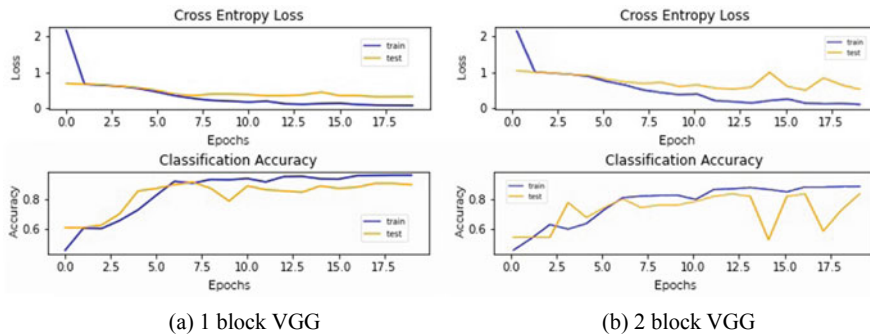 Cross Entropy Loss
2
1
0
Loss
train
test
0.0 2.5 5.0 7.5 10.0 12.5 15.0 17.5
Epochs
Classification Accuracy
0.8
0.6
Accuracy
train
test
0.0 2.5 5.0 7.5 10.0 12.5 15.0 17.5
Epochs
(a) 1 block VGG
Cross Entropy Loss
2
1
0
Loss
train
test
0.0 2.5 5.0 7.5 10.0 12.5 15.0 17.5
Epoch
Classification Accuracy
0.8
0.6
Accuracy
train
test
0.0 2.5 5.0 7.5 10.0 12.5 15.0 17.5
Epochs
(b) 2 block VGG